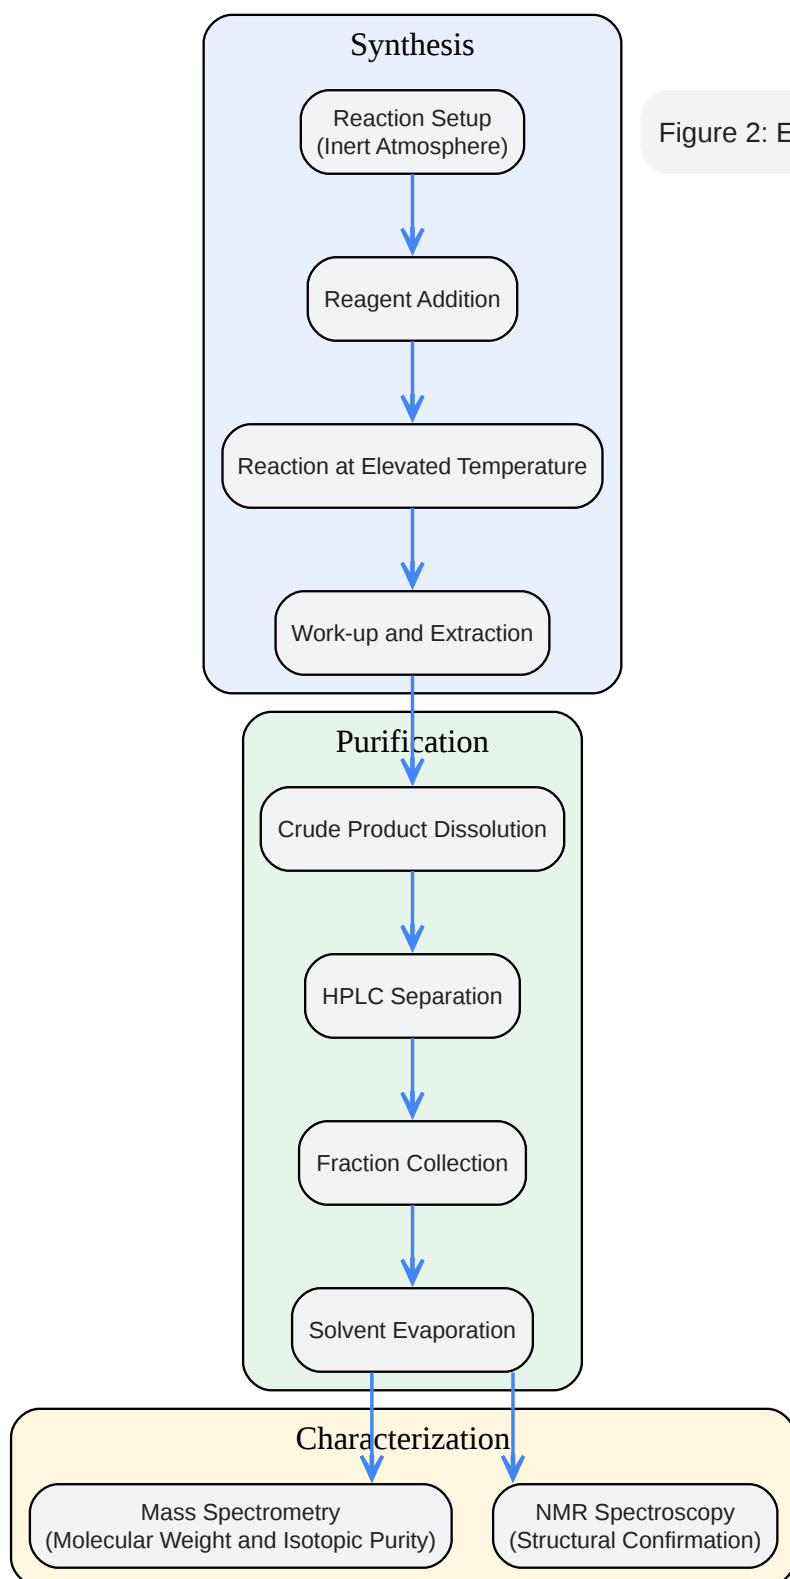 Synthesis
Reaction Setup
(Inert Atmosphere)
Figure 2: E
Reagent Addition
Reaction at Elevated Temperature
Work-up and Extraction
Purification
Crude Product Dissolution
HPLC Separation
Fraction Collection
Solvent Evaporation
Characterization
Mass Spectrometry
(Molecular Weight and Isotopic Purity)
NMR Spectroscopy
(Structural Confirmation)